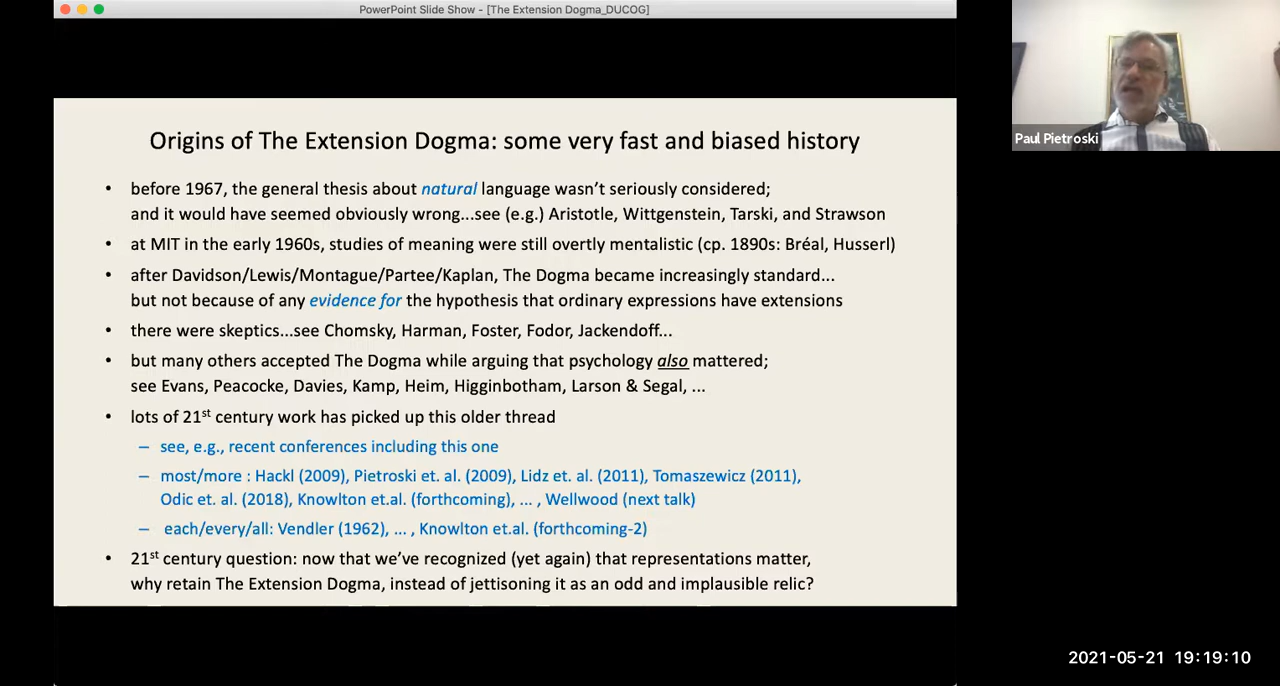 PowerPoint Slide Show - [The Extension Dogma_DUCOG]
Paul Pietroski
Origins of The Extension Dogma: some very fast and biased history
• before 1967, the general thesis about natural language wasn't seriously considered;
and it would have seemed obviously wrong...see (e.g.) Aristotle, Wittgenstein, Tarski, and Strawson
• at MIT in the early 1960s, studies of meaning were still overtly mentalistic (cp. 1890s: Bréal, Husserl)
• after Davidson/Lewis/Montague/Partee/Kaplan, The Dogma became increasingly standard...
but not because of any evidence for the hypothesis that ordinary expressions have extensions
• there were skeptics...see Chomsky, Harman, Foster, Fodor, Jackendoff...
• but many others accepted The Dogma while arguing that psychology also mattered;
see Evans, Peacocke, Davies, Kamp, Heim, Higginbotham, Larson & Segal, ...
• lots of 21st century work has picked up this older thread
– see, e.g., recent conferences including this one
– most/more : Hackl (2009), Pietroski et. al. (2009), Lidz et. al. (2011), Tomaszewicz (2011),
Odic et. al. (2018), Knowlton et.al. (forthcoming), ... , Wellwood (next talk)
– each/every/all: Vendler (1962), ... , Knowlton et.al. (forthcoming-2)
• 21st century question: now that we've recognized (yet again) that representations matter,
why retain The Extension Dogma, instead of jettisoning it as an odd and implausible relic?
2021-05-21 19:19:10